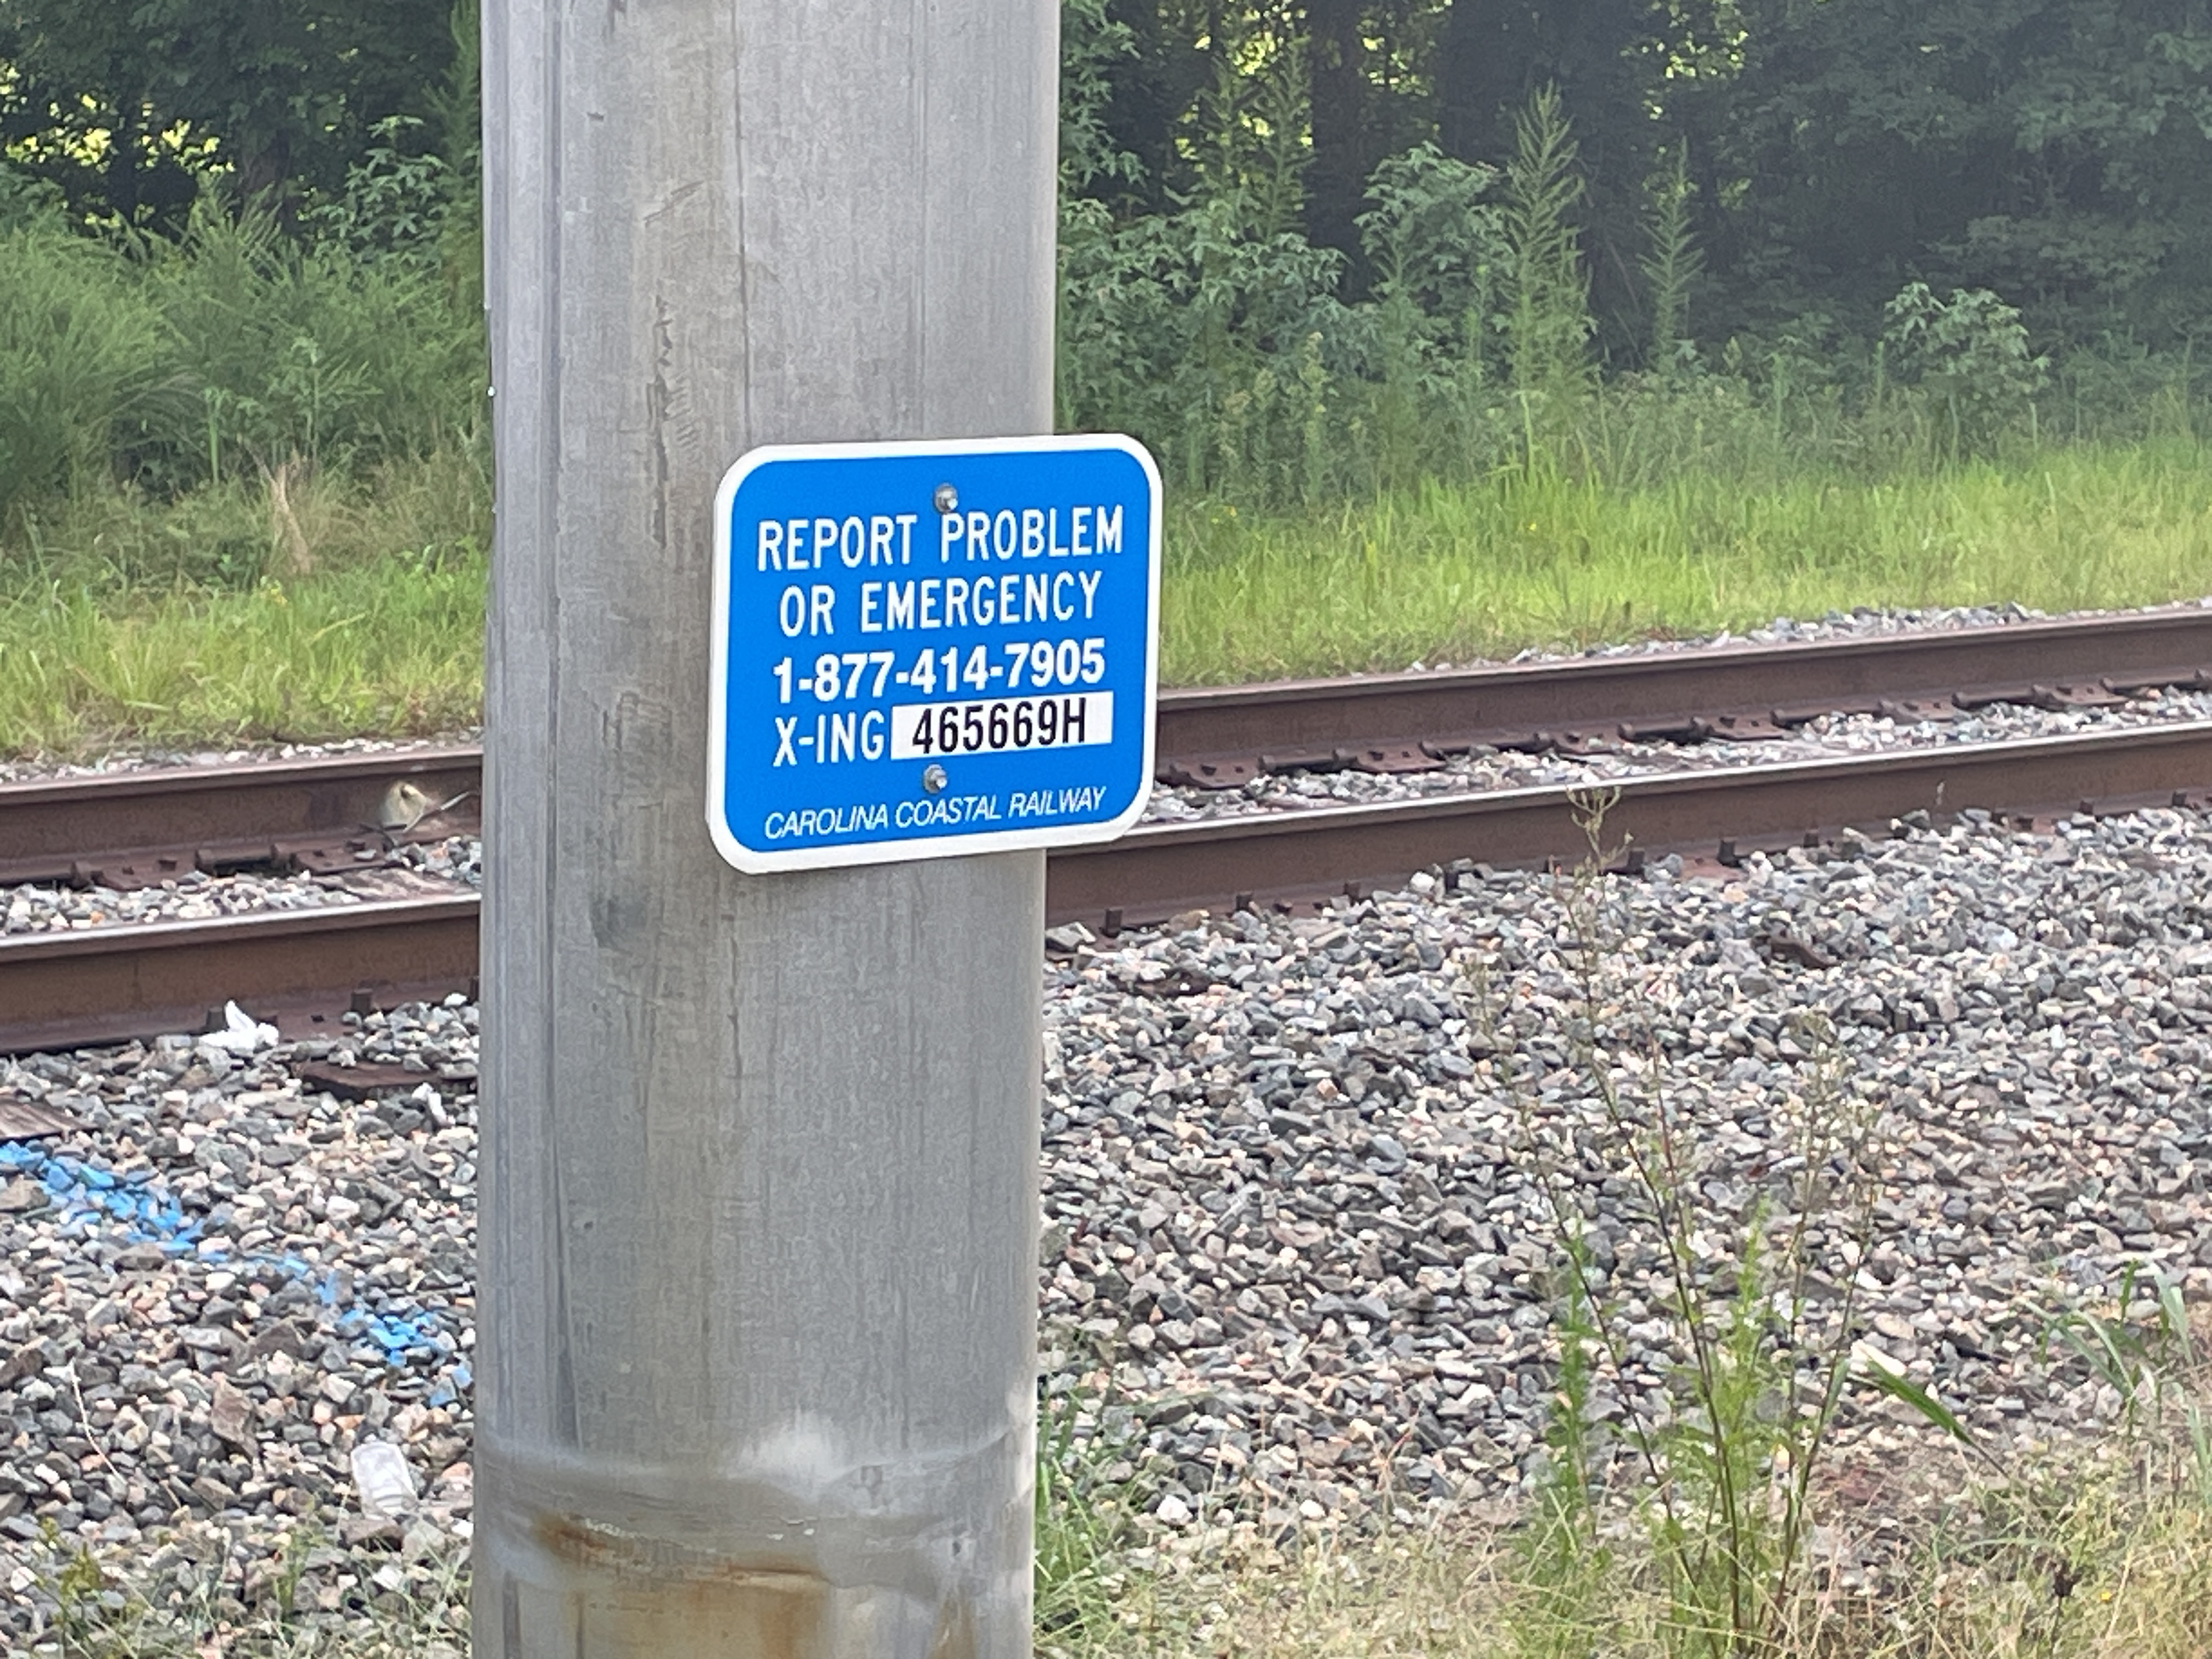 REPORT PROBLEM
OR EMERGENCY
1-877-414-7905
X-ING 465669H
CAROLINA COASTAL RAILWAY